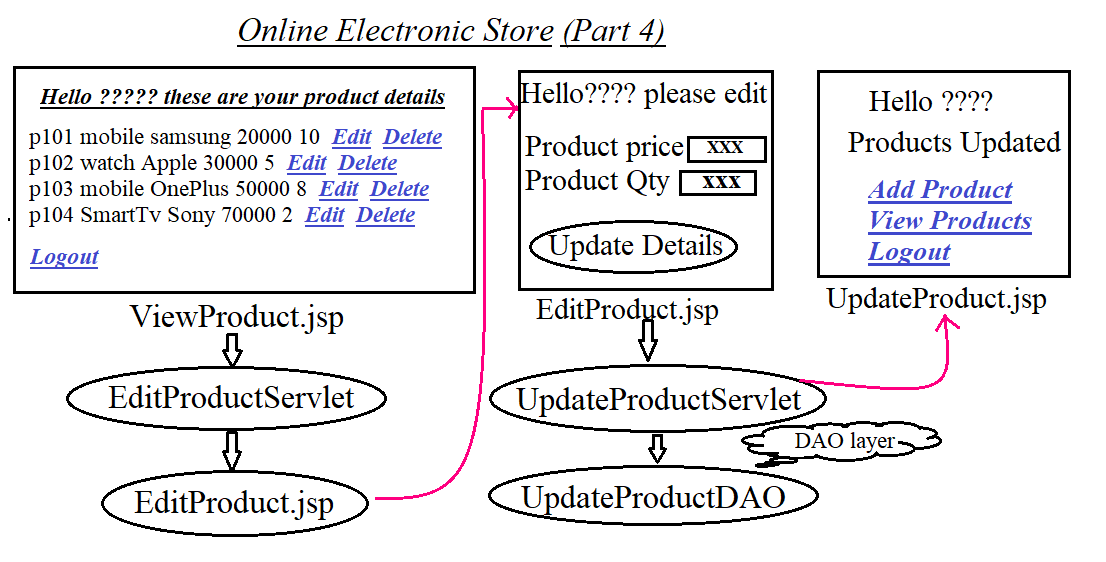 Online Electronic Store (Part 4)
Hello ????? these are your product details
p101 mobile samsung 20000 10 Edit Delete
p102 watch Apple 30000 5 Edit Delete
p103 mobile OnePlus 50000 8 Edit Delete
p104 SmartTv Sony 70000 2 Edit Delete
Logout
ViewProduct.jsp
EditProductServlet
EditProduct.jsp
Hello???? please edit
Product price xxx
Product Qty xxx
Update Details
EditProduct.jsp
UpdateProductServlet
DAO layer
UpdateProductDAO
Hello ????
Products Updated
Add Product
View Products
Logout
UpdateProduct.jsp